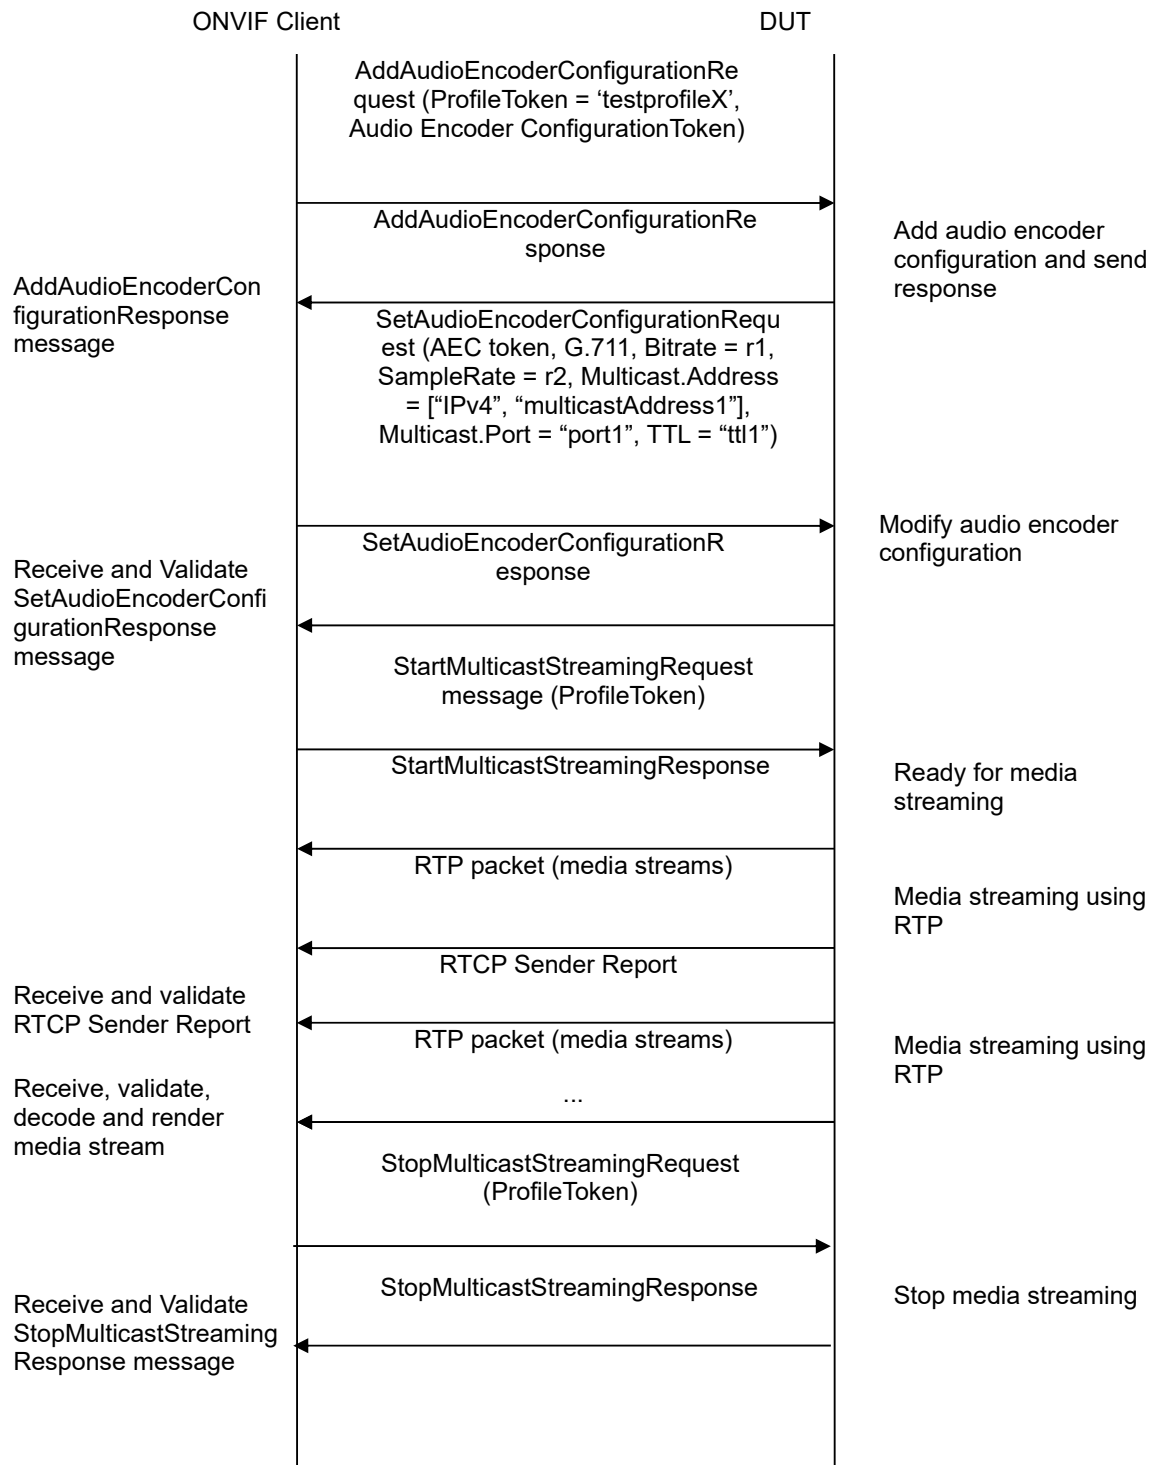 ONVIF Client
DUT
AddAudioEncoderConfigurationRe
quest (ProfileToken = ‘testprofileX’,
Audio Encoder ConfigurationToken)
AddAudioEncoderConfigurationRe
sponse
Add audio encoder
configuration and send
response
AddAudioEncoderCon
figurationResponse
message
SetAudioEncoderConfigurationRequ
est (AEC token, G.711, Bitrate = r1,
SampleRate = r2, Multicast.Address
= [“IPv4”, “multicastAddress1”],
Multicast.Port = “port1”, TTL = “ttl1”)
Modify audio encoder
configuration
SetAudioEncoderConfigurationR
esponse
Receive and Validate
SetAudioEncoderConfi
gurationResponse
message
StartMulticastStreamingRequest
message (ProfileToken)
StartMulticastStreamingResponse
Ready for media
streaming
RTP packet (media streams)
Media streaming using
RTP
RTCP Sender Report
Receive and validate
RTCP Sender Report
RTP packet (media streams)
Media streaming using
RTP
Receive, validate,
decode and render
media stream
...
StopMulticastStreamingRequest
(ProfileToken)
StopMulticastStreamingResponse
Stop media streaming
Receive and Validate
StopMulticastStreaming
Response message